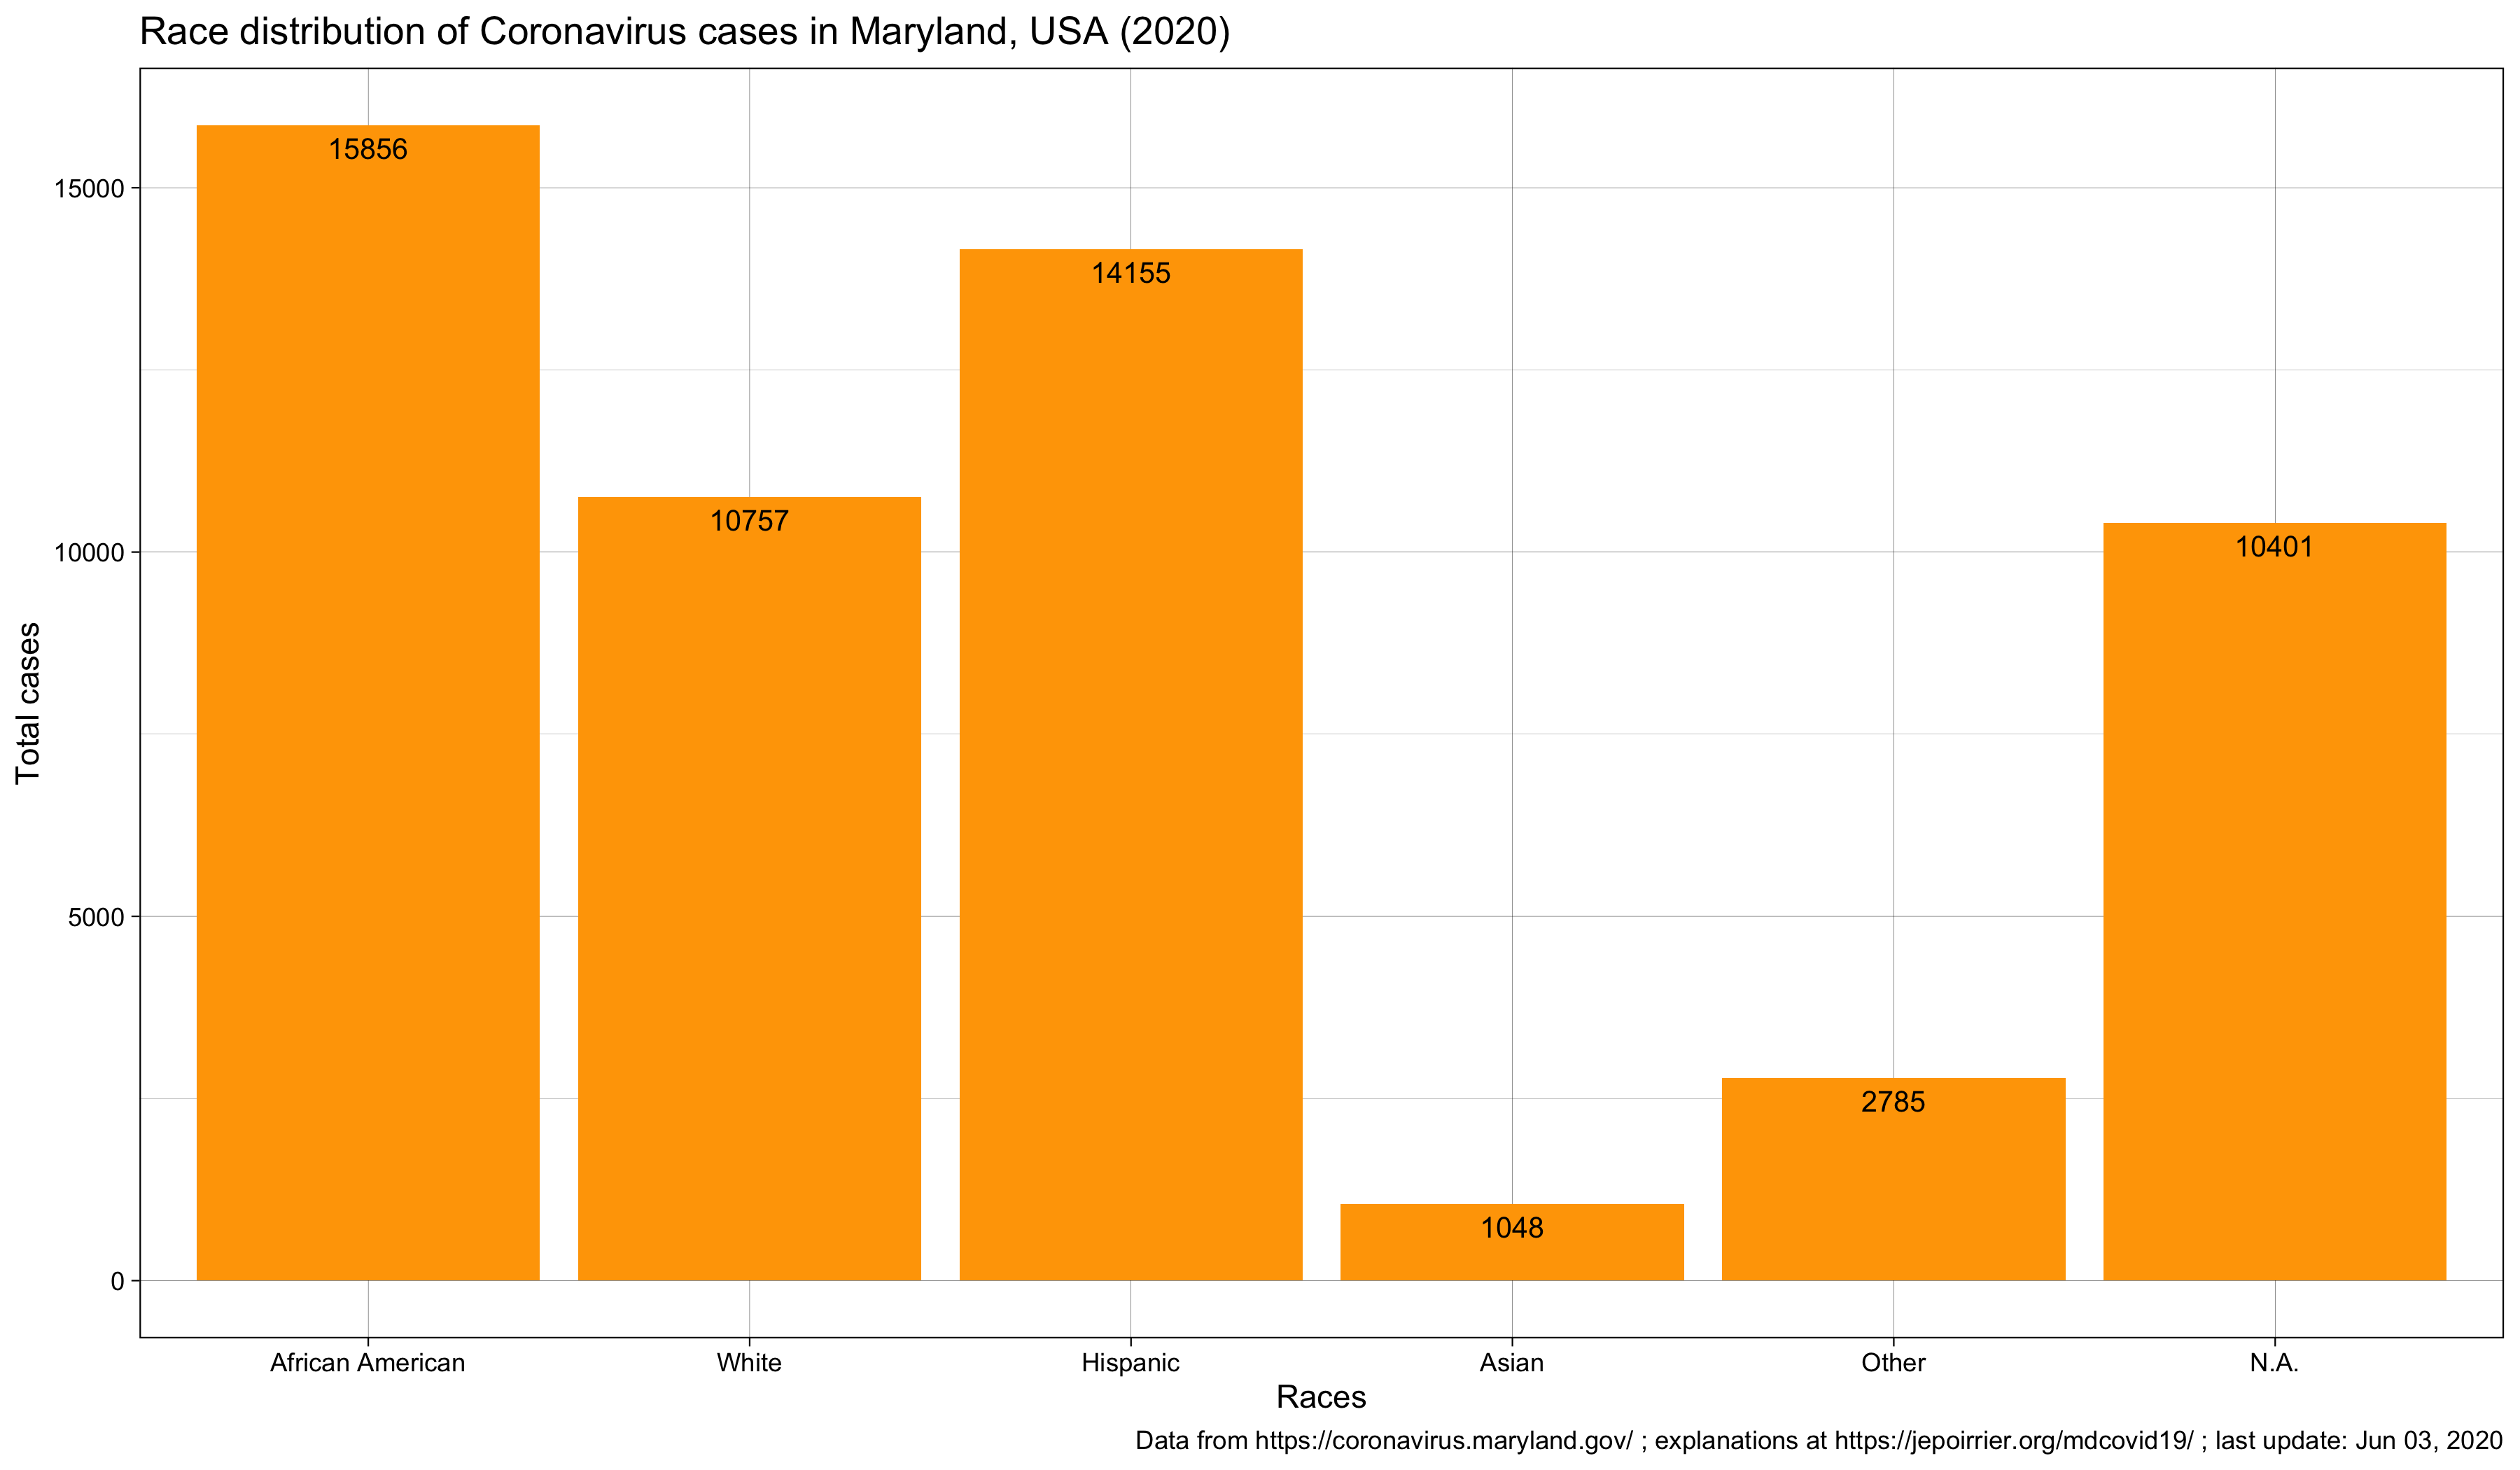 Race distribution of Coronavirus cases in Maryland, USA (2020)
Total cases
15000
10000
5000
0
15856
10757
14155
1048
2785
10401
African American
White
Hispanic
Asian
Other
N.A.
Races
Data from https://coronavirus.maryland.gov/ ; explanations at https://jepoirrier.org/mdcovid19/ ; last update: Jun 03, 2020